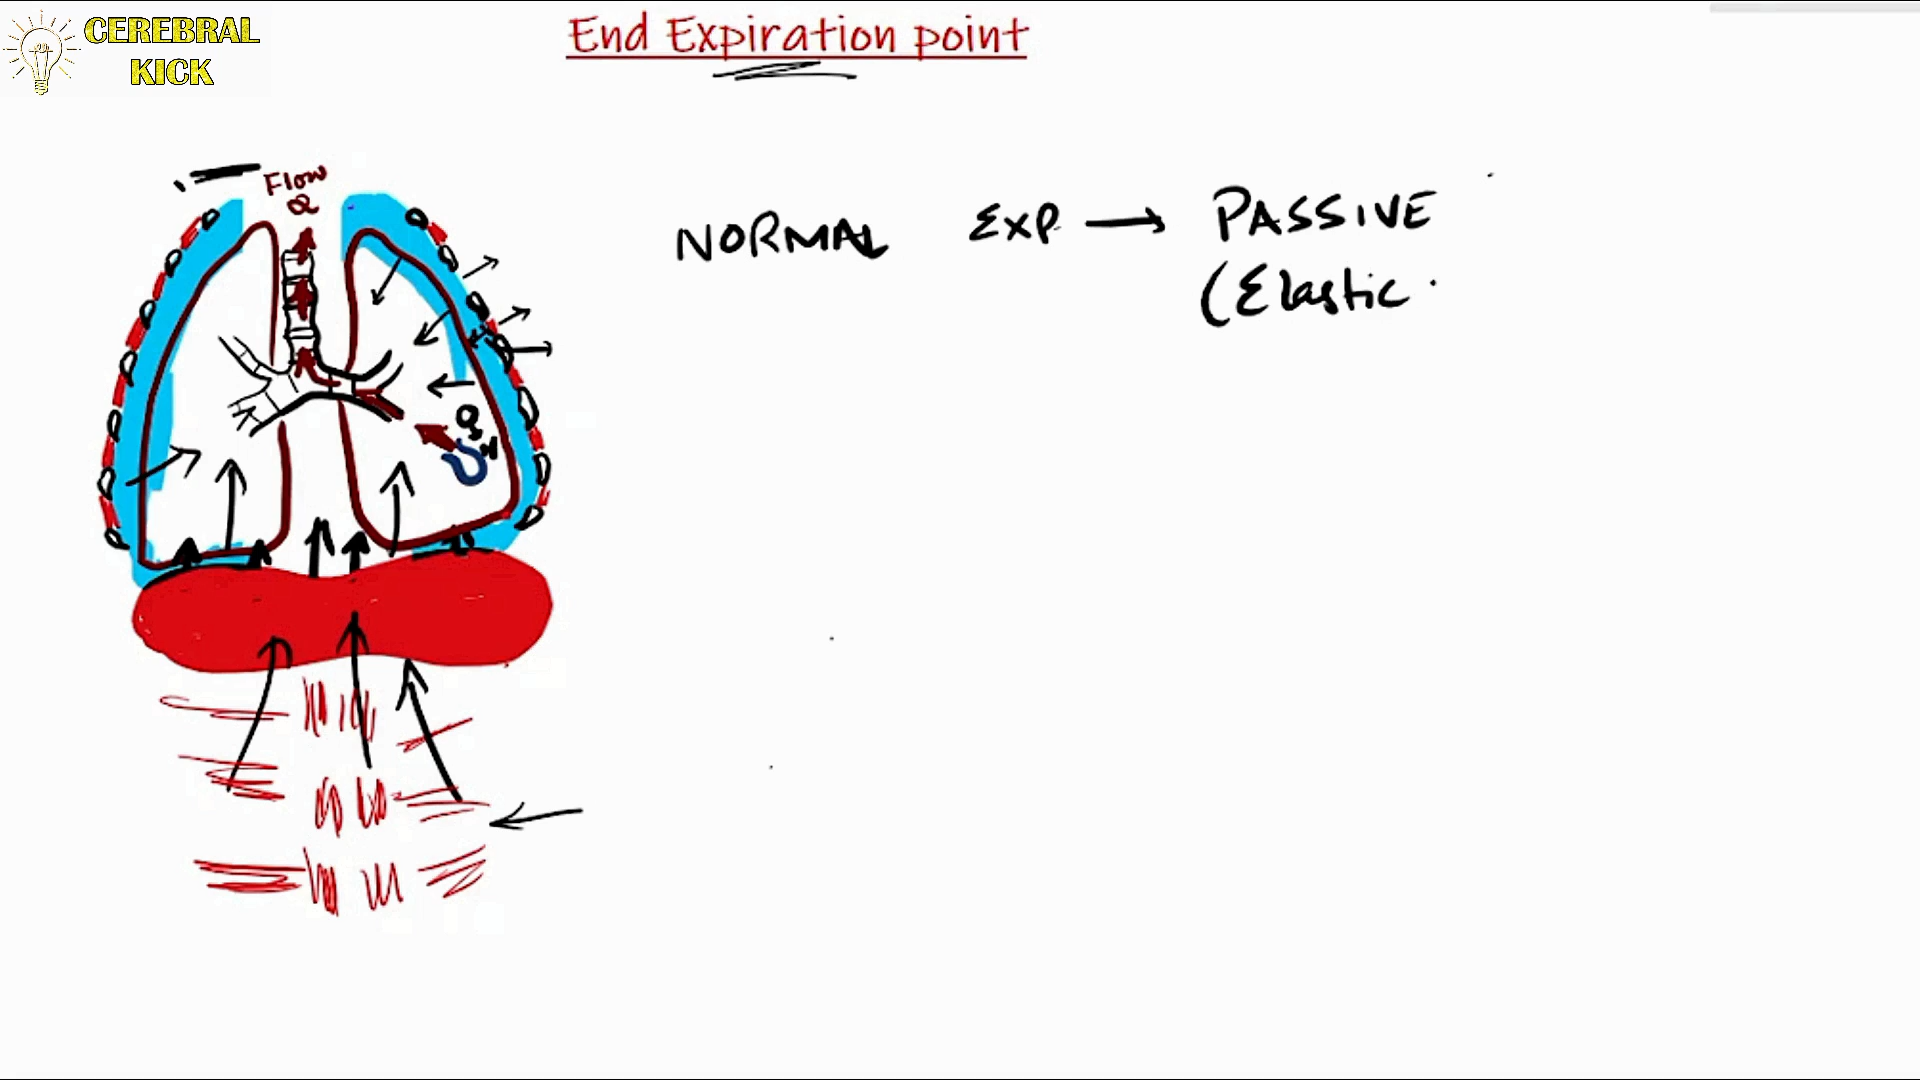 CEREBRAL
KICK
End Expiration point
Flow
Q
NORMAL EXP → PASSIVE
(Elastic